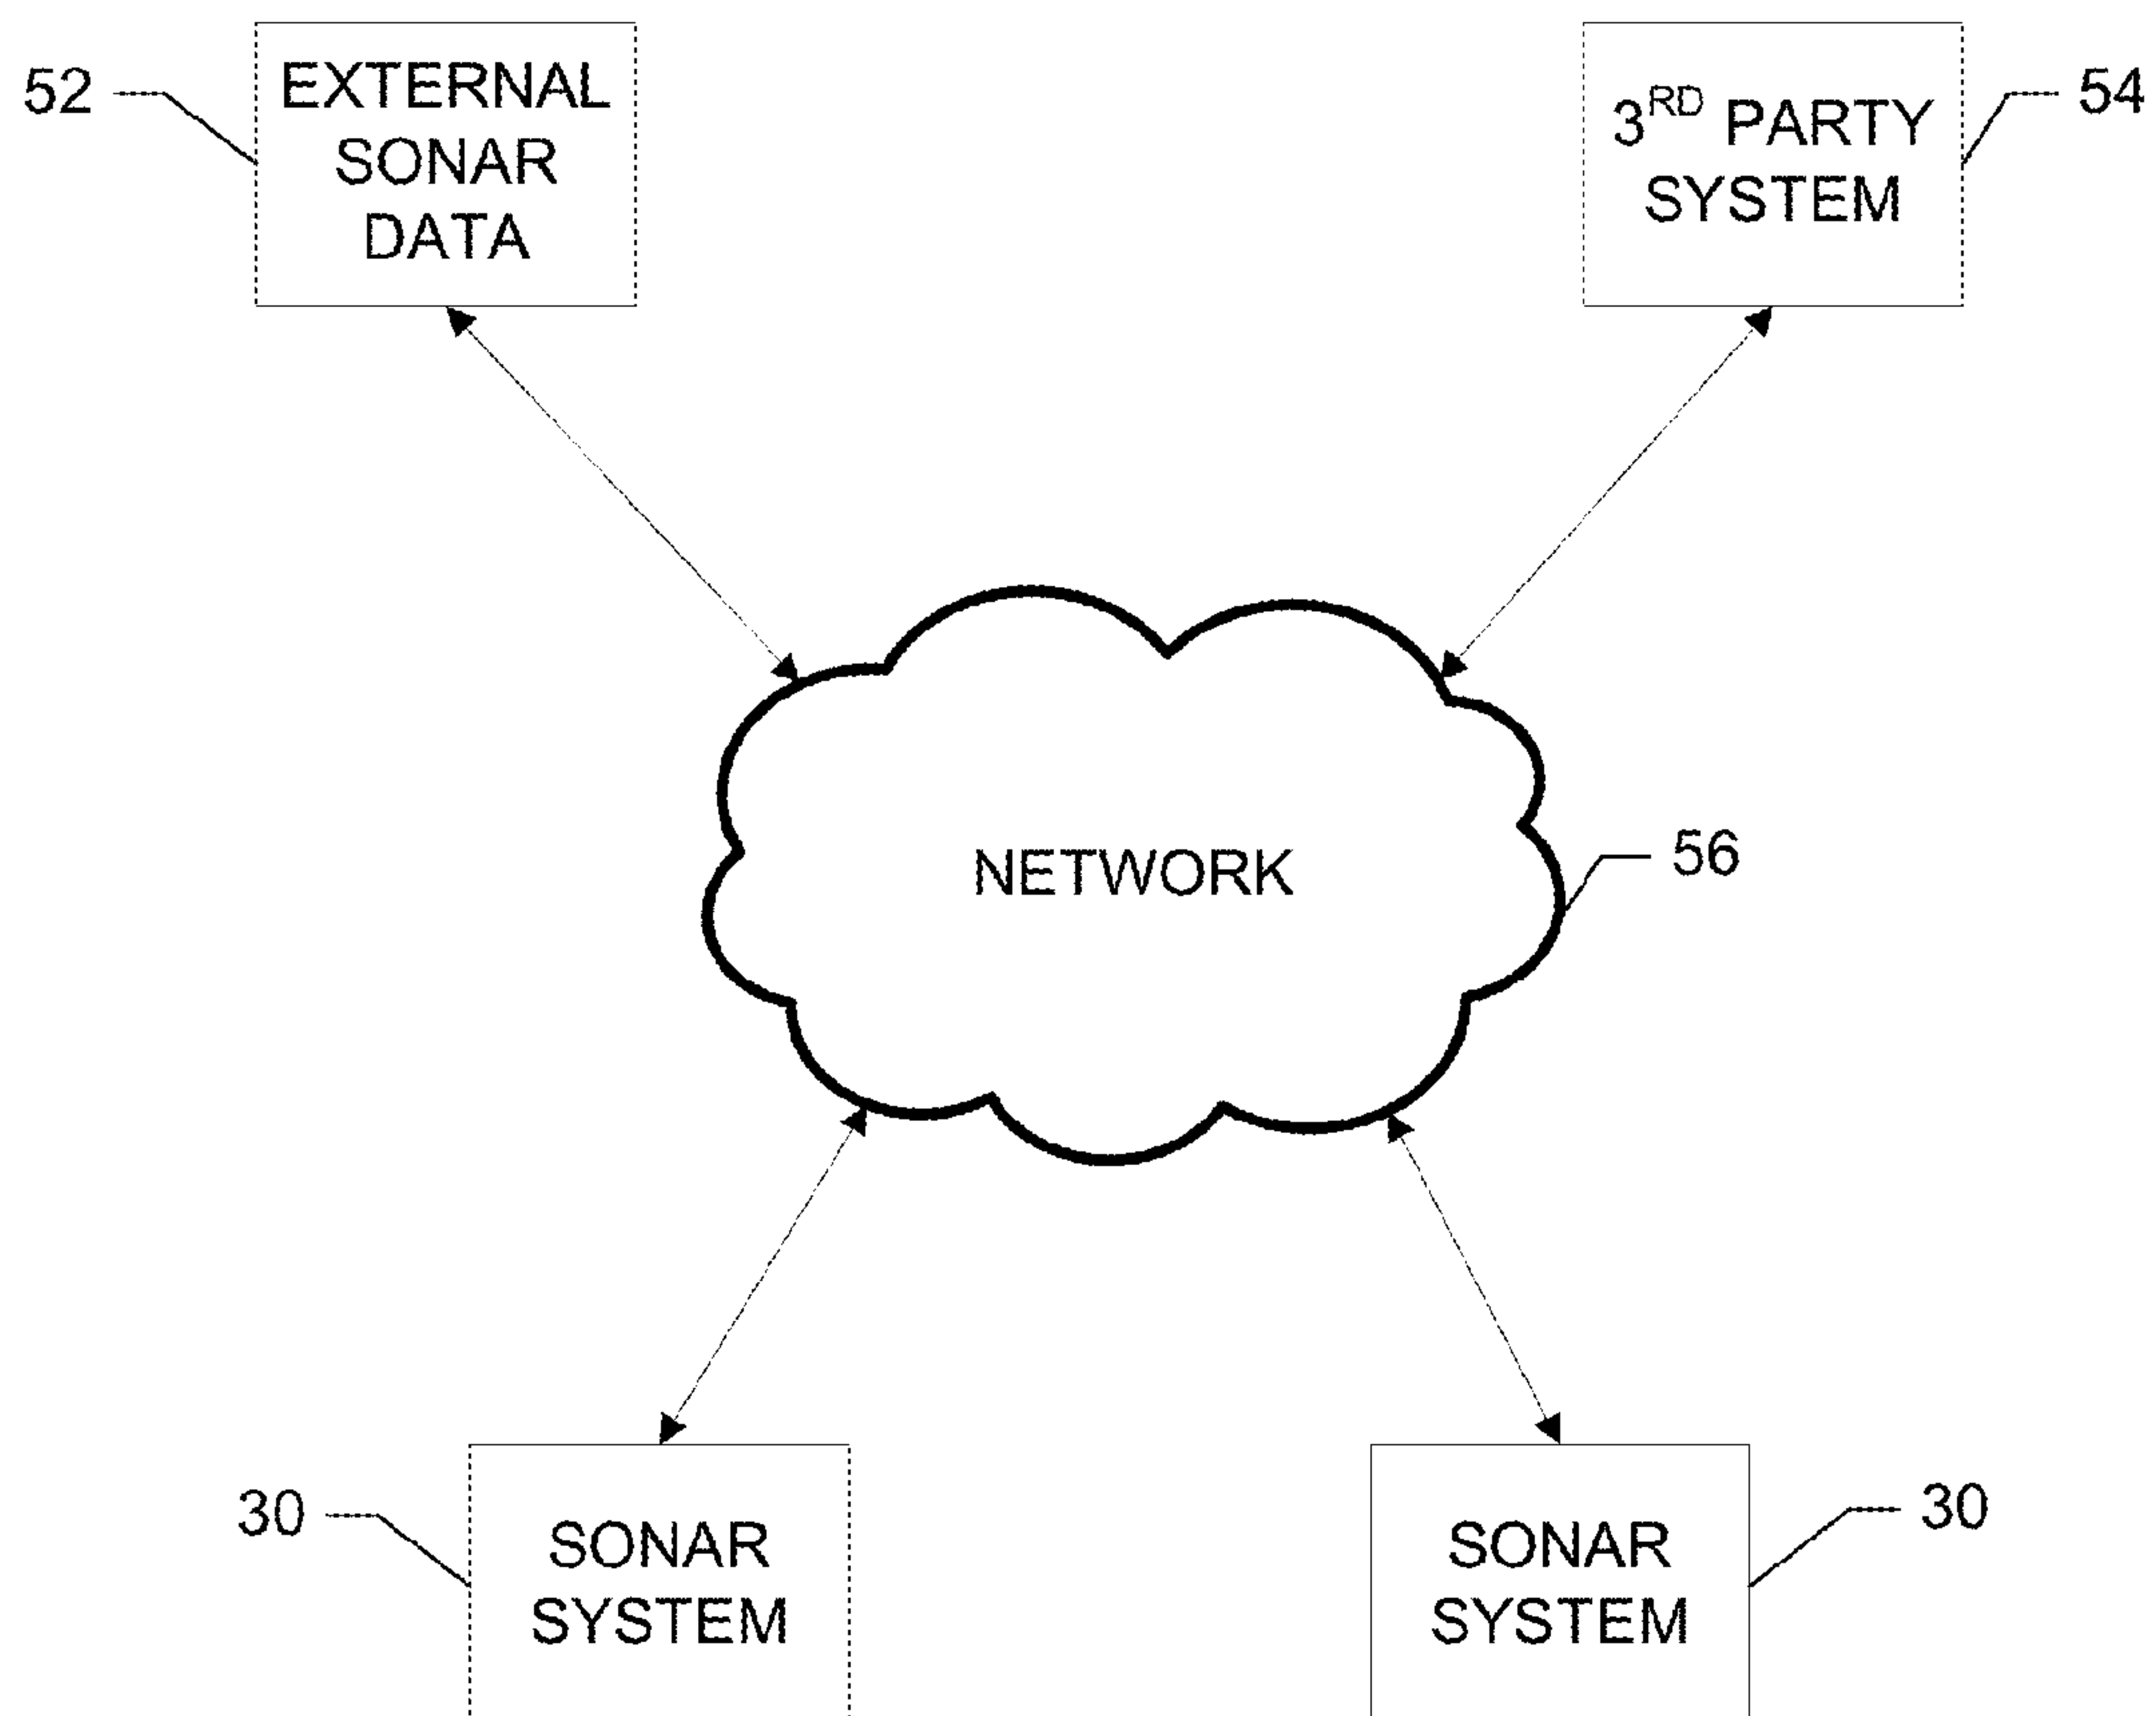 52
EXTERNAL
SONAR
DATA
3RD PARTY
SYSTEM
54
NETWORK
56
30
SONAR
SYSTEM
SONAR
SYSTEM
30